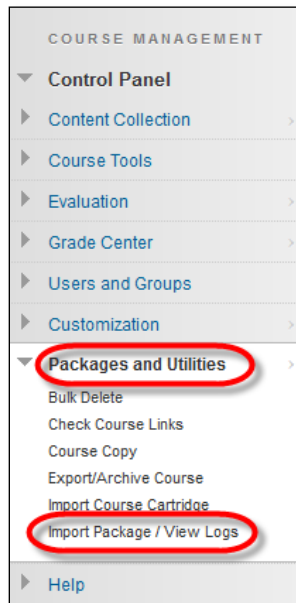 COURSE MANAGEMENT
Control Panel
Content Collection
Course Tools
Evaluation
Grade Center
Users and Groups
Customization
Packages and Utilities
Bulk Delete
Check Course Links
Course Copy
Export/Archive Course
Import Course Cartridge
Import Package / View Logs
Help